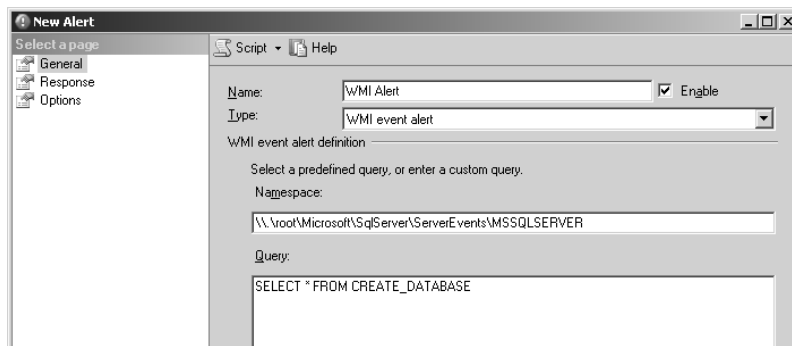 New Alert
Select a page
General
Response
Options
Script Help
Name: WMI Alert Enable
Type: WMI event alert
WMI event alert definition
Select a predefined query, or enter a custom query.
Namespace:
\\.\root\Microsoft\SqlServer\ServerEvents\MSSQLSERVER
Query:
SELECT * FROM CREATE_DATABASE